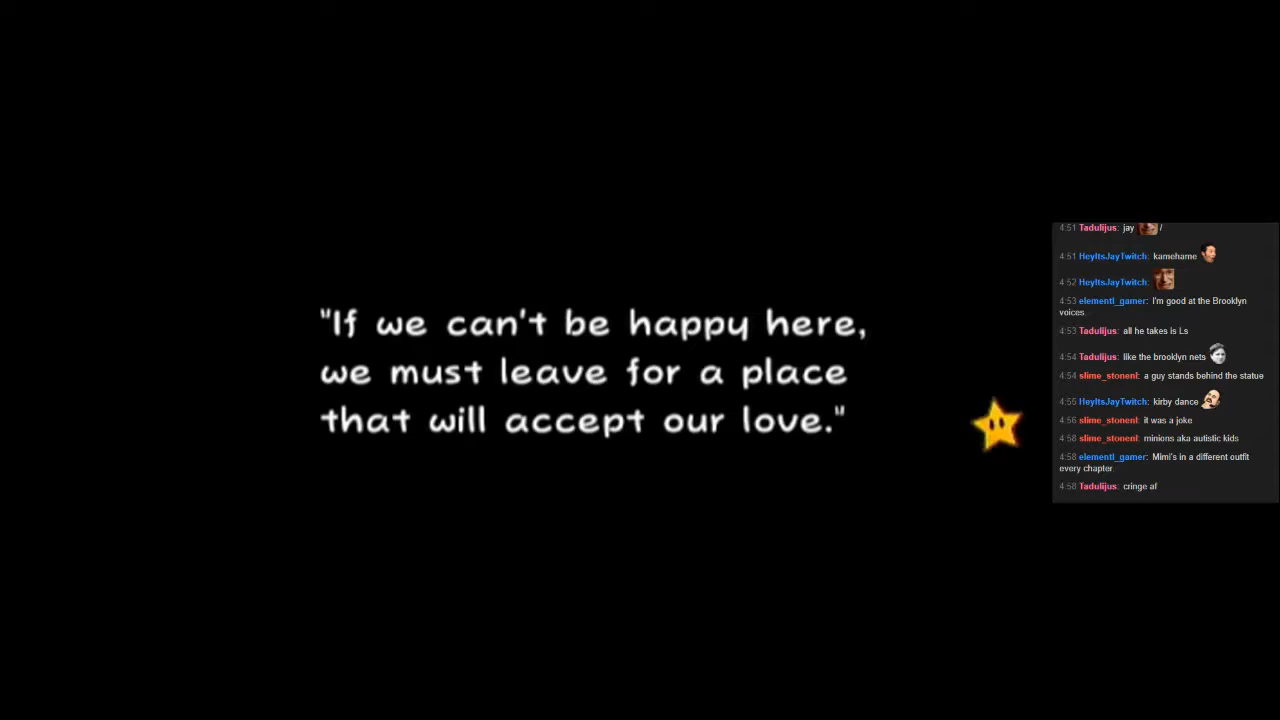 "If we can't be happy here,
we must leave for a place
that will accept our love."
4:51 Tadulijus: jay /
4:51 HeyItsJayTwitch: kamehame
4:52 HeyItsJayTwitch:
4:53 elementl_gamer: I'm good at the Brooklyn
voices
4:53 Tadulijus: all he takes is Ls
4:54 Tadulijus: like the brooklyn nets
4:54 slime_stonenl: a guy stands behind the statue
4:55 HeyItsJayTwitch: kirby dance
4:56 slime_stonenl: it was a joke
4:58 slime_stonenl: minions aka autistic kids
4:58 elementl_gamer: Mimi's in a different outfit
every chapter
4:58 Tadulijus: cringe af